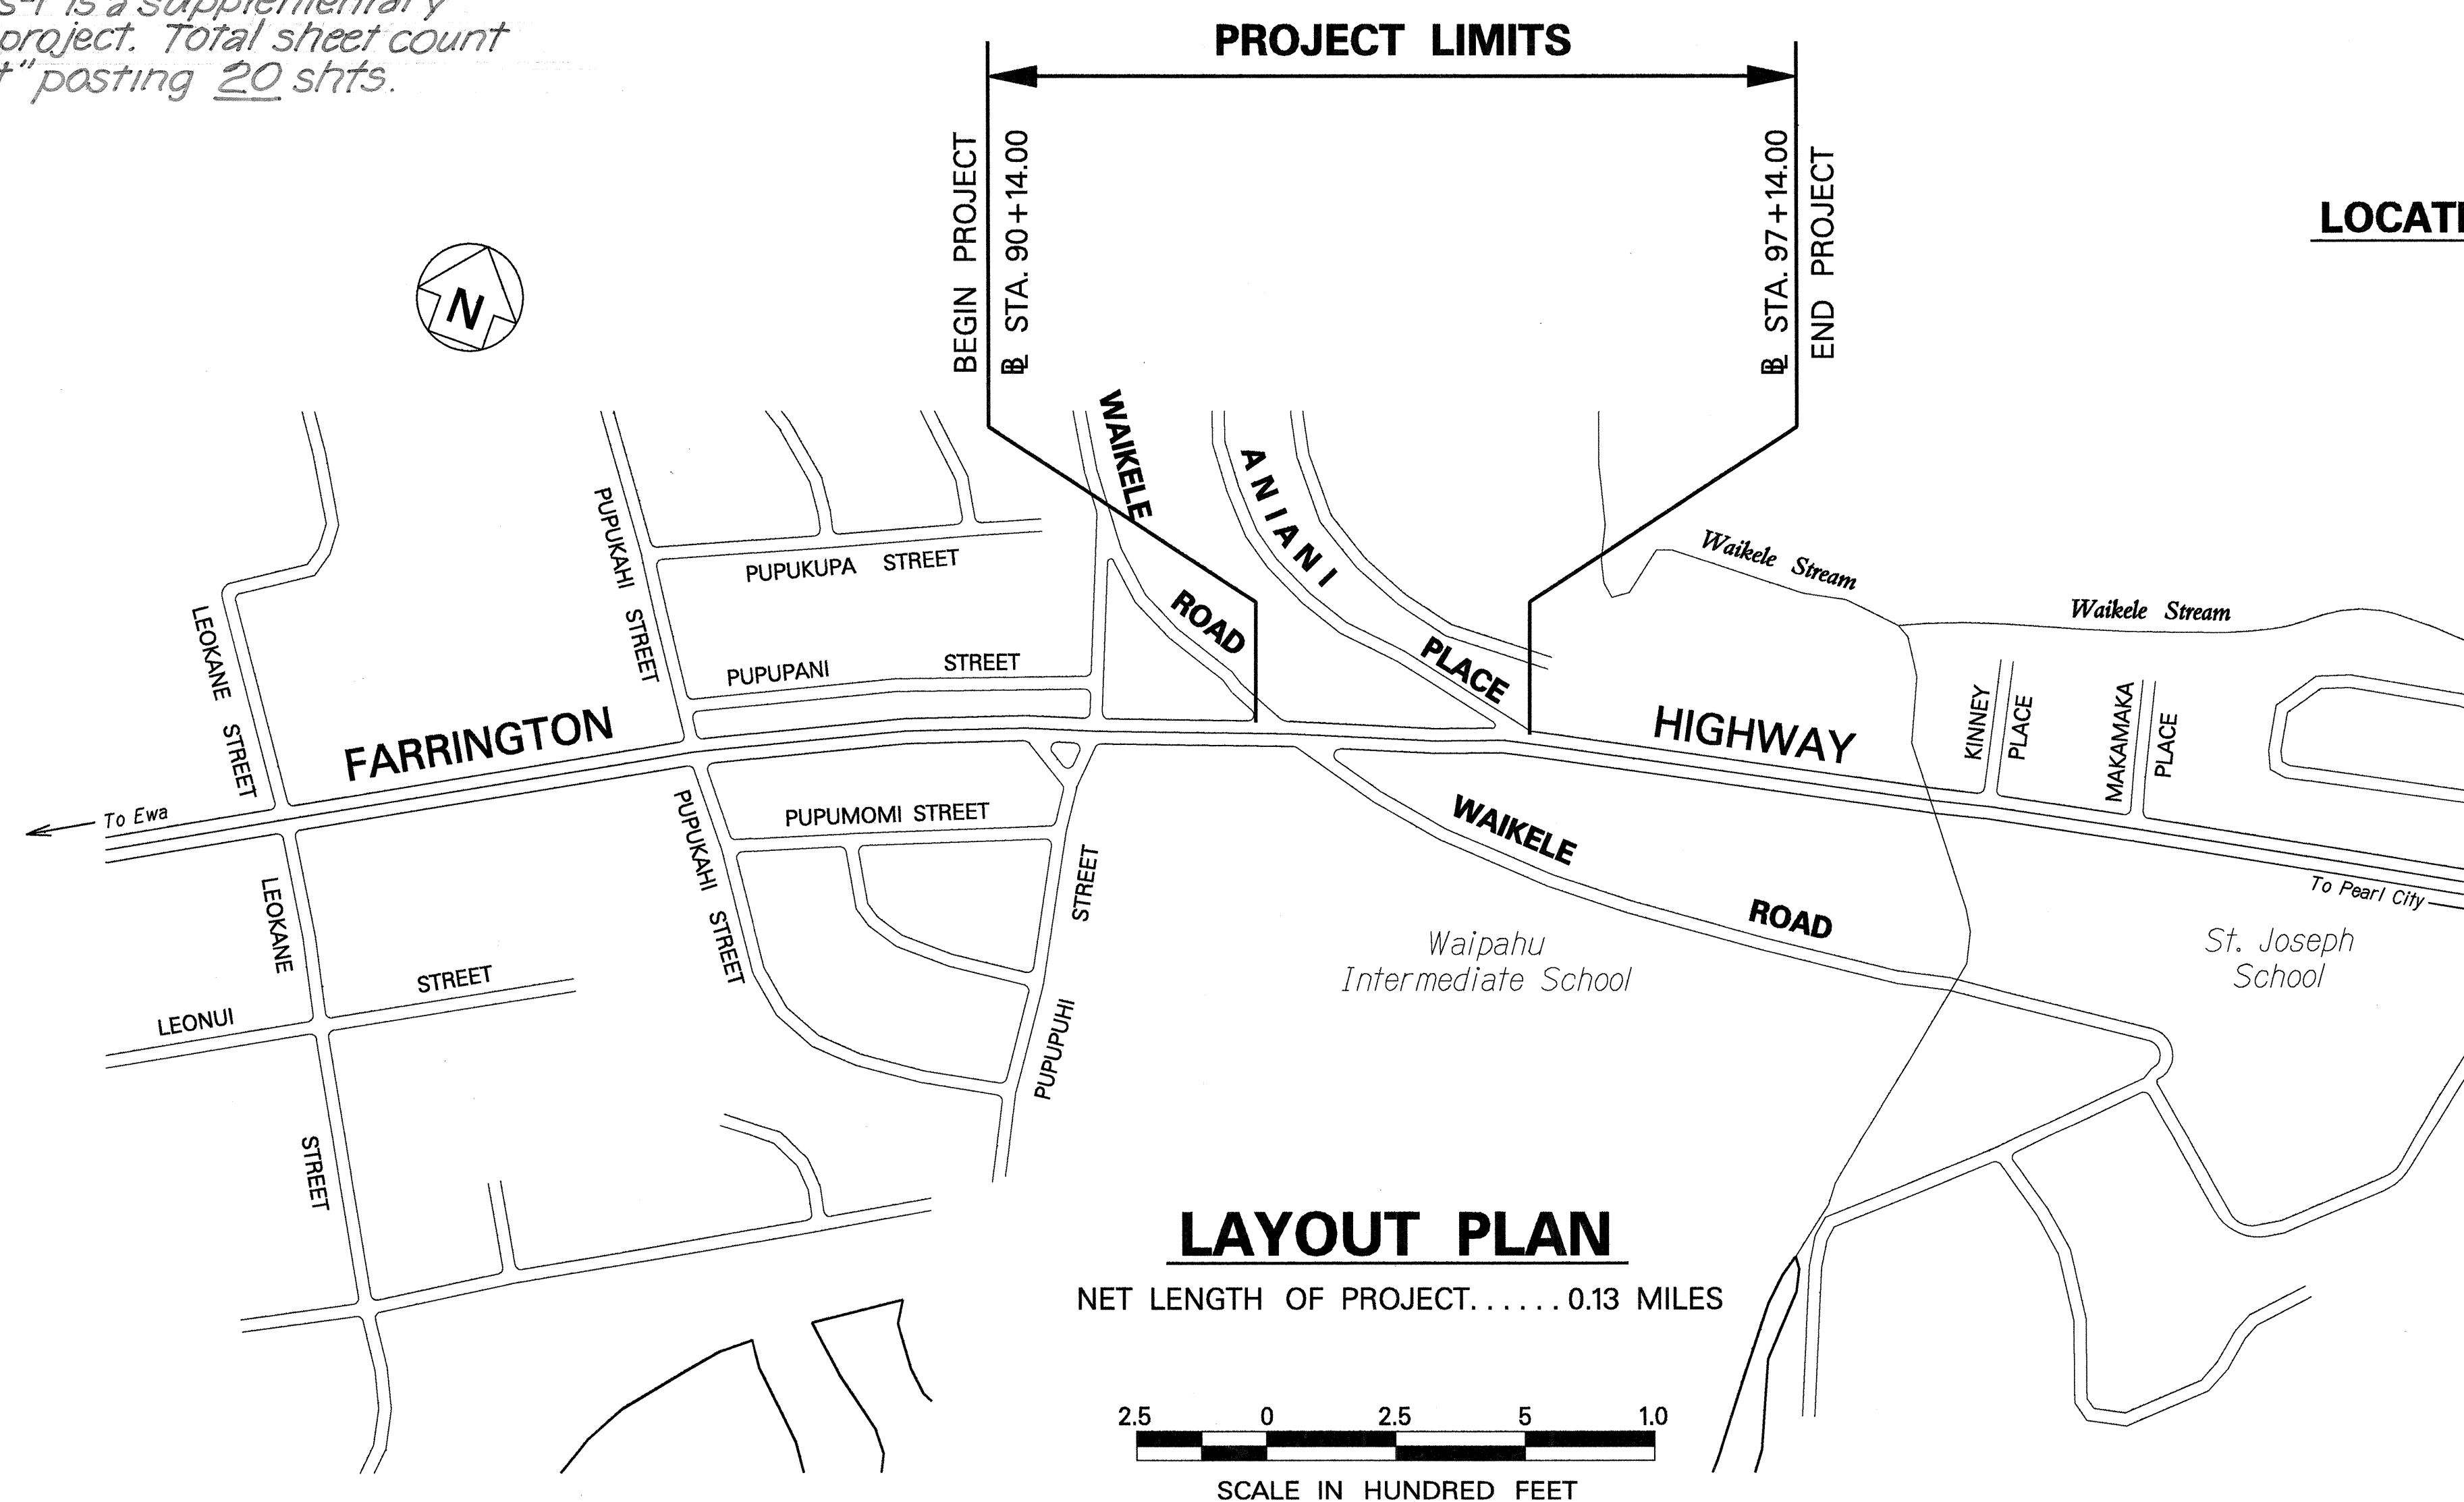 is a supplementary
project. Total sheet count
posting 20 shts.
PROJECT LIMITS
BEGIN PROJECT
STA. 90+14.00
STA. 97+14.00
END PROJECT
LOCATI
N
WAIKELE
ROAD
ANIANI
PLACE
Waikele Stream
Waikele Stream
PUPUKAHI STREET
PUPUKUPA STREET
PUPUPANI STREET
LEOKANE STREET
FARRINGTON
HIGHWAY
KINNEY
PLACE
MAKAMAKA
PLACE
To Ewa
PUPUKAHI STREET
PUPUMOMI STREET
WAIKELE
ROAD
To Pearl City
LEOKANE
STREET
PUPUPUHI
STREET
Waipahu
Intermediate School
St. Joseph
School
LEONUI
STREET
LAYOUT PLAN
NET LENGTH OF PROJECT......0.13 MILES
2.5 0 2.5 5 1.0
SCALE IN HUNDRED FEET